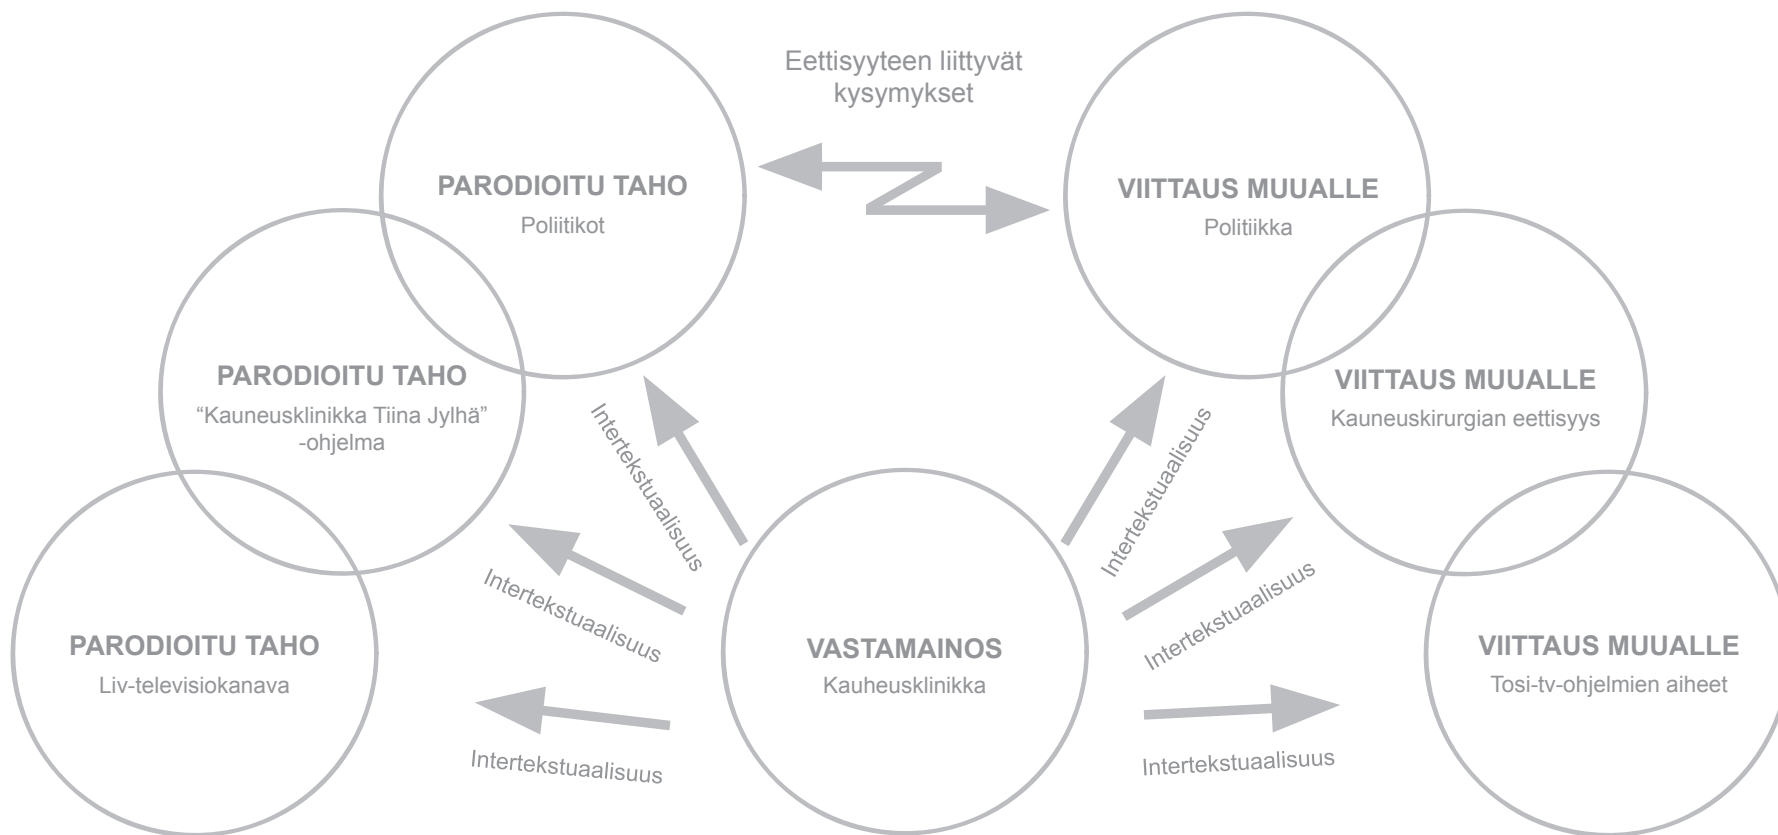 Eettisyyteen liittyvät
kysymykset
PARODIOITU TAHO
Poliitikot
VIITTAUS MUUALLE
Politiikka
PARODIOITU TAHO
“Kauneusklinikka Tiina Jylhä”
-ohjelma
VIITTAUS MUUALLE
Kauneuskirurgian eettisyys
Intertekstuaalisuus
Intertekstuaalisuus
Intertekstuaalisuus
Intertekstuaalisuus
PARODIOITU TAHO
Liv-televisiokanava
VASTAMAINOS
Kauheusklinikka
VIITTAUS MUUALLE
Tosi-tv-ohjelmien aiheet
Intertekstuaalisuus
Intertekstuaalisuus